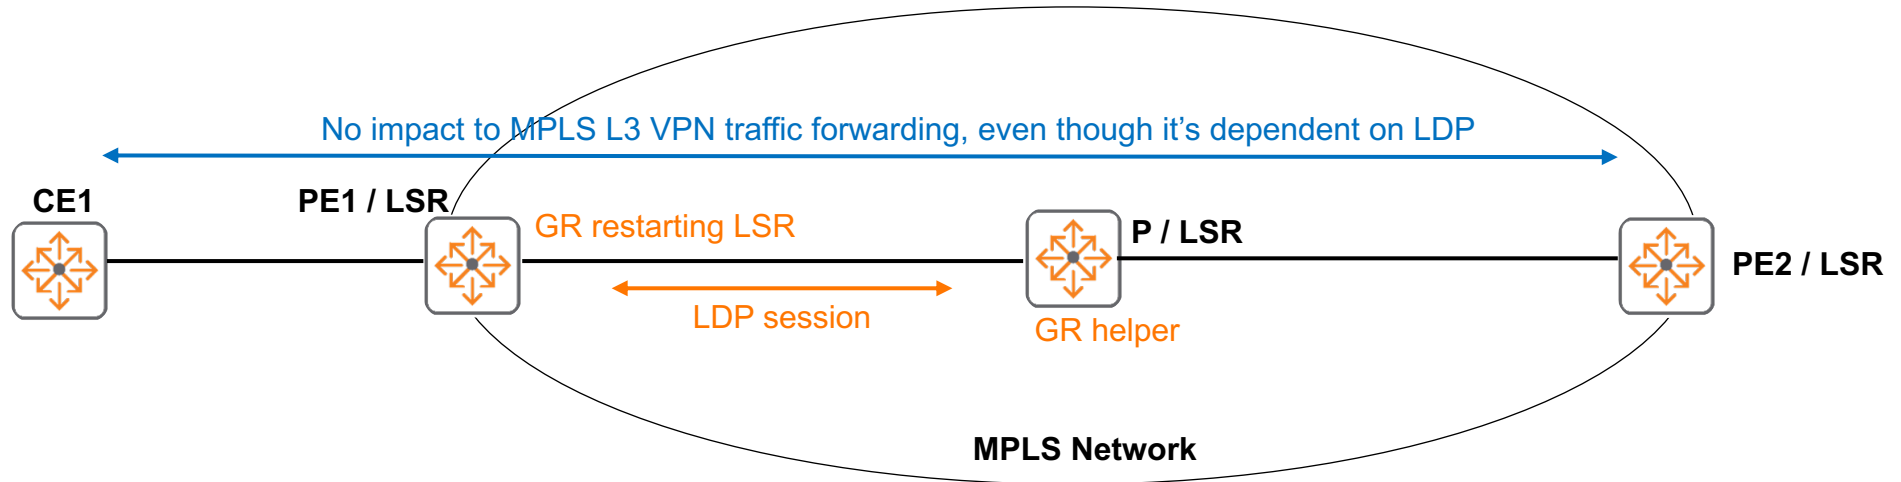 No impact to MPLS L3 VPN traffic forwarding, even though it’s dependent on LDP
CE1
PE1 / LSR
GR restarting LSR
P / LSR
PE2 / LSR
LDP session
GR helper
MPLS Network